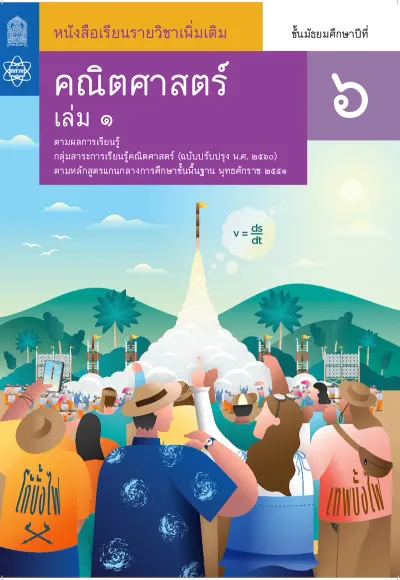 หนังสือเรียนรายวิชาเพิ่มเติม
ชั้นมัธยมศึกษาปีที่
คณิตศาสตร์
๖
เล่ม ๑
ตามผลการเรียนรู้
กลุ่มสาระการเรียนรู้คณิตศาสตร์ (ฉบับปรับปรุง พ.ศ. ๒๕๖๐)
ตามหลักสูตรแกนกลางการศึกษาขั้นพื้นฐาน พุทธศักราช ๒๕๕๑
v = ds/dt
โก้บั้งไฟ
เทพบั้งไฟ